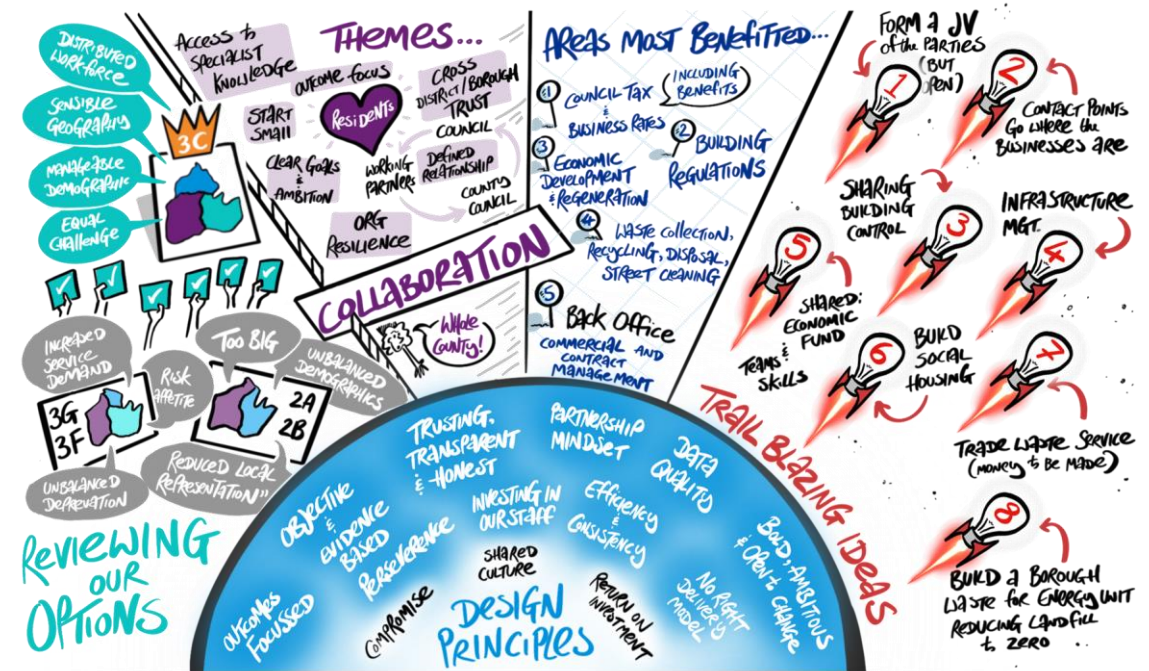 DISTRIBUTED
WORKFORCE
SENSIBLE
GEOGRAPHY
MANAGEABLE
DEMOGRAPHIC
EQUAL
CHALLENGE
3C
INCREASED
SERVICE
DEMAND
RISK
APPETITE
TOO BIG
UNBALANCED
DEMOGRAPHICS
3G
3F
2A
2B
UNBALANCED
DEPRIVATION
REDUCED LOCAL
REPRESENTATION"
REVIEWING
OUR
OPTIONS
THEMES...
Access to
SPECIALIST
KNOWLEDGE
OUTCOME FOCUS
RESIDENTS
CROSS
DISTRICT/BOROUGH
TRUST
START
SMALL
CLEAR GOALS
&
AMBITION
WORKING
PARTNERS
COUNCIL
DEFINED
RELATIONSHIP
COUNTY
COUNCIL
ORG
RESILIENCE
COLLABORATION
WHOLE
COUNTY!
AREAS MOST BENEFITTED...
1
COUNCIL TAX
&
BUSINESS RATES
INCLUDING
BENEFITS
2
BUILDING
REGULATIONS
3
ECONOMIC
DEVELOPMENT
& REGENERATION
4
WASTE COLLECTION,
RECYCLING, DISPOSAL,
STREET CLEANING
5
BACK OFFICE
COMMERCIAL AND
CONTRACT
MANAGEMENT
TRAIL BLAZING IDEAS
FORM A JV
of the PARTIES
(BUT
OPEN)
1
2
CONTACT POINTS
GO WHERE the
BUSINESSES ARE
SHARING
BUILDING
CONTROL
3
INFRASTRUCTURE
MGT.
4
5
SHARED:
ECONOMIC
FUND
TEAMS &
SKILLS
6
BUILD
SOCIAL
HOUSING
7
TRADE WASTE SERVICE
(MONEY to BE MADE)
8
BUILD a BOROUGH
WASTE for ENERGY UNIT
REDUCING LANDFILL
to ZERO
TRUSTING,
TRANSPARENT
& HONEST
PARTNERSHIP
MINDSET
DATA
QUALITY
OBJECTIVE
&
EVIDENCE
BASED
PERSEVERENCE
INVESTING IN
OUR STAFF
EFFICIENCY
&
CONSISTENCY
BOLD, AMBITIOUS
& OPEN to CHANGE
OUTCOMES
FOCUSSED
COMPROMISE
SHARED
CULTURE
RETURN ON
INVESTMENT
NO RIGHT
DELIVERY
MODEL
DESIGN
PRINCIPLES